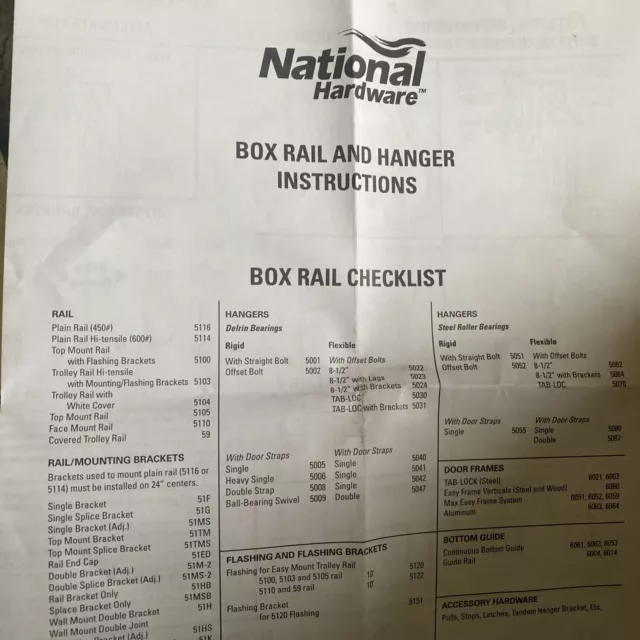 National
Hardware™
BOX RAIL AND HANGER
INSTRUCTIONS
BOX RAIL CHECKLIST
RAIL
Plain Rail (450#) 5116
Plain Rail Hi-tensile (600#) 5114
Top Mount Rail
with Flashing Brackets 5100
Trolley Rail Hi-tensile
with Mounting/Flashing Brackets 5103
Trolley Rail with
White Cover 5104
Top Mount Rail 5105
Face Mount Rail 5110
Covered Trolley Rail 59
RAIL/MOUNTING BRACKETS
Brackets used to mount plain rail (5116 or
5114) must be installed on 24" centers.
Single Bracket 51F
Single Splice Bracket 51G
Single Bracket (Adj.) 51MS
Top Mount Bracket 51TM
Top Mount Splice Bracket 51TMS
Rail End Cap 51ED
Double Bracket (Adj.) 51M-2
Double Splice Bracket (Adj.) 51MS-2
Rail Bracket Only 51HB
Splace Bracket Only 51MSB
Wall Mount Double Bracket 51H
Wall Mount Double Joint
Bracket (Adj.) 51HS
51K
HANGERS
Delrin Bearings
Rigid
With Straight Bolt 5001
Offset Bolt 5002
Flexible
With Offset Bolts
8-1/2" 5022
8-1/2" with Lags 5023
8-1/2" with Brackets 5024
TAB-LOC 5030
TAB-LOC with Brackets 5031
With Door Straps
Single 5005
Heavy Single 5006
Double Strap 5008
Ball-Bearing Swivel 5009
With Door Straps
Single 5040
Single 5041
Single 5042
Double 5047
FLASHING AND FLASHING BRACKETS
Flashing for Easy Mount Trolley Rail
5100, 5103 and 5105 rail 10' 5120
5110 and 59 rail 10' 5122
Flashing Bracket
for 5120 Flashing 5151
HANGERS
Steel Roller Bearings
Rigid
With Straight Bolt 5051
Offset Bolt 5052
Flexible
With Offset Bolts
8-1/2" 5062
8-1/2" with Brackets 5064
TAB-LOC 5070
With Door Straps
Single 5055
With Door Straps
Single 5080
Double 5087
DOOR FRAMES
TAB-LOCK (Steel) 6021, 6002
Easy Frame Verticals (Steel and Wood) 6060
Max Easy Frame System 6051, 6052, 6059
Aluminum 6063, 6064
BOTTOM GUIDE
Continuous Bottom Guide 6061, 6062, 6053
Guide Rail 6004, 6014
ACCESSORY HARDWARE
Pulls, Stops, Latches, Tandem Hanger Bracket, Etc.